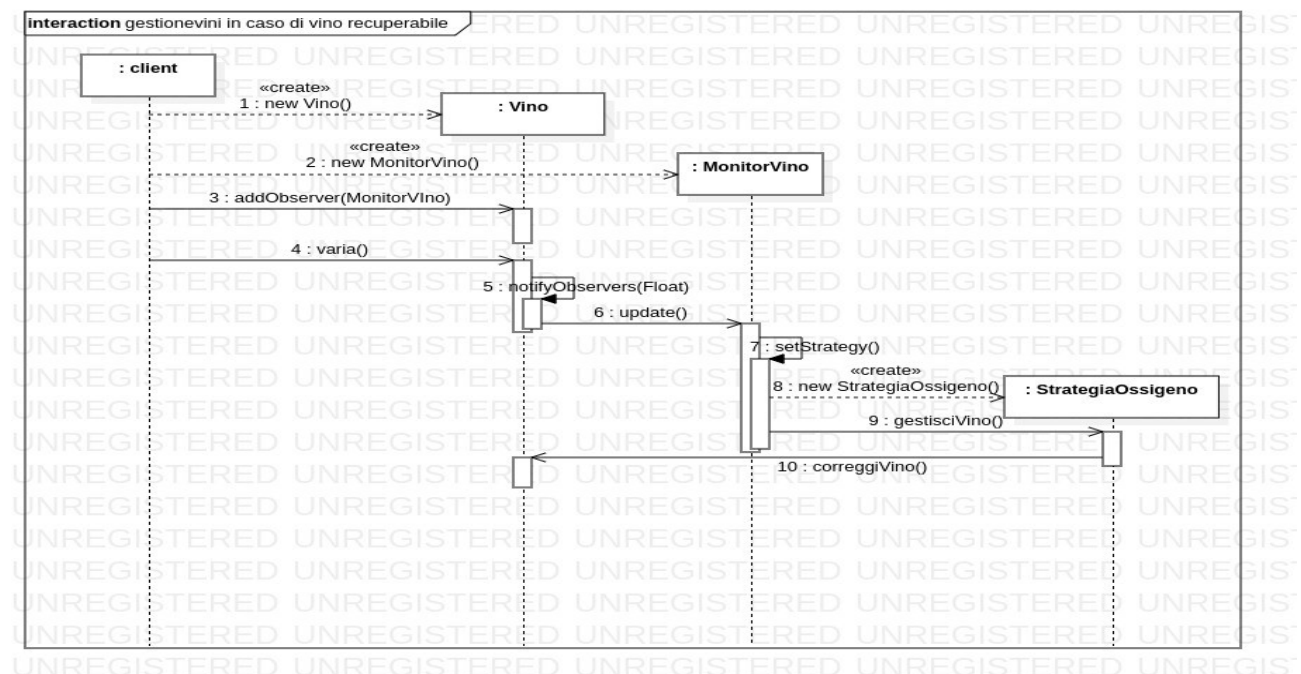 interaction gestionevini in caso di vino recuperabile
: client
«create»
1 : new Vino()
: Vino
«create»
2 : new MonitorVino()
: MonitorVino
3 : addObserver(MonitorVIno)
4 : varia()
5 : notifyObservers(Float)
6 : update()
7 : setStrategy()
«create»
8 : new StrategiaOssigeno()
: StrategiaOssigeno
9 : gestisciVino()
10 : correggiVino()
UNREGISTERED